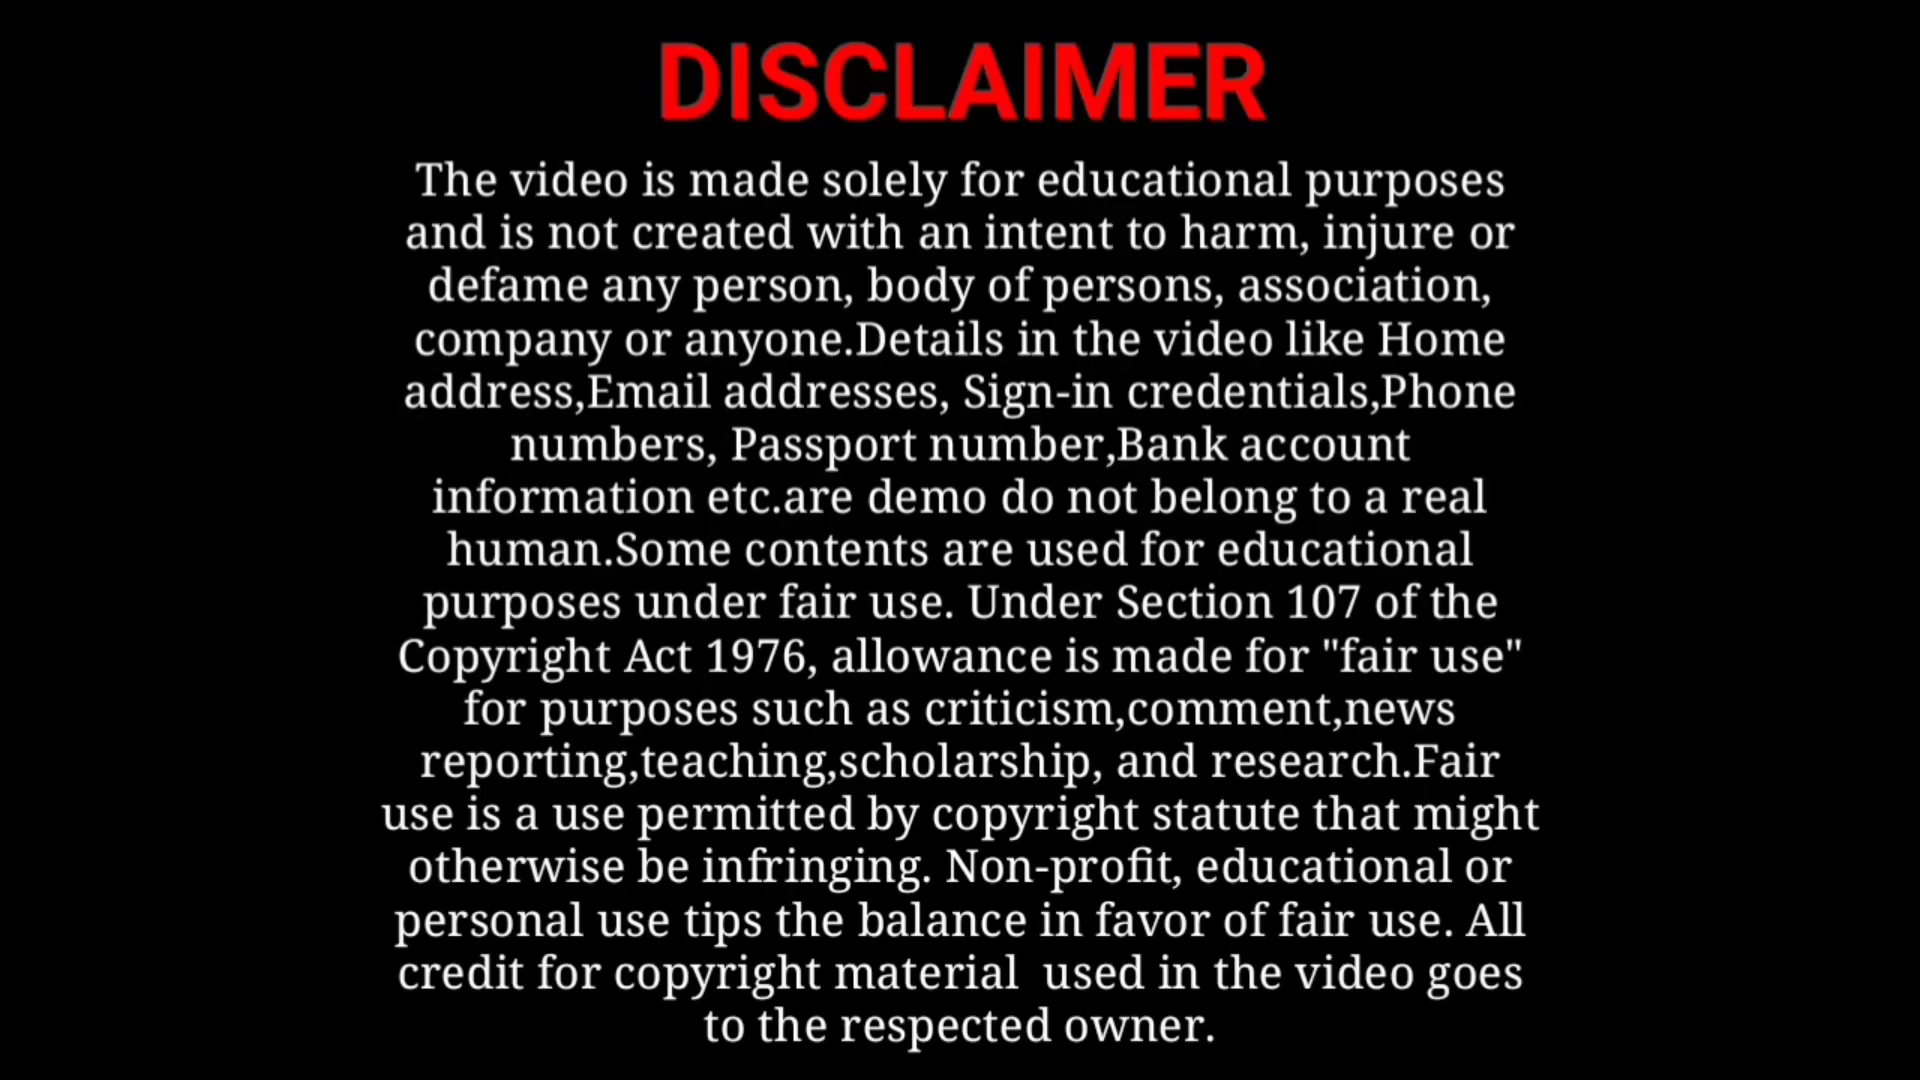 DISCLAIMER
The video is made solely for educational purposes
and is not created with an intent to harm, injure or
defame any person, body of persons, association,
company or anyone.Details in the video like Home
address,Email addresses, Sign-in credentials,Phone
numbers, Passport number,Bank account
information etc.are demo do not belong to a real
human.Some contents are used for educational
purposes under fair use. Under Section 107 of the
Copyright Act 1976, allowance is made for "fair use"
for purposes such as criticism,comment,news
reporting,teaching,scholarship, and research.Fair
use is a use permitted by copyright statute that might
otherwise be infringing. Non-profit, educational or
personal use tips the balance in favor of fair use. All
credit for copyright material  used in the video goes
to the respected owner.